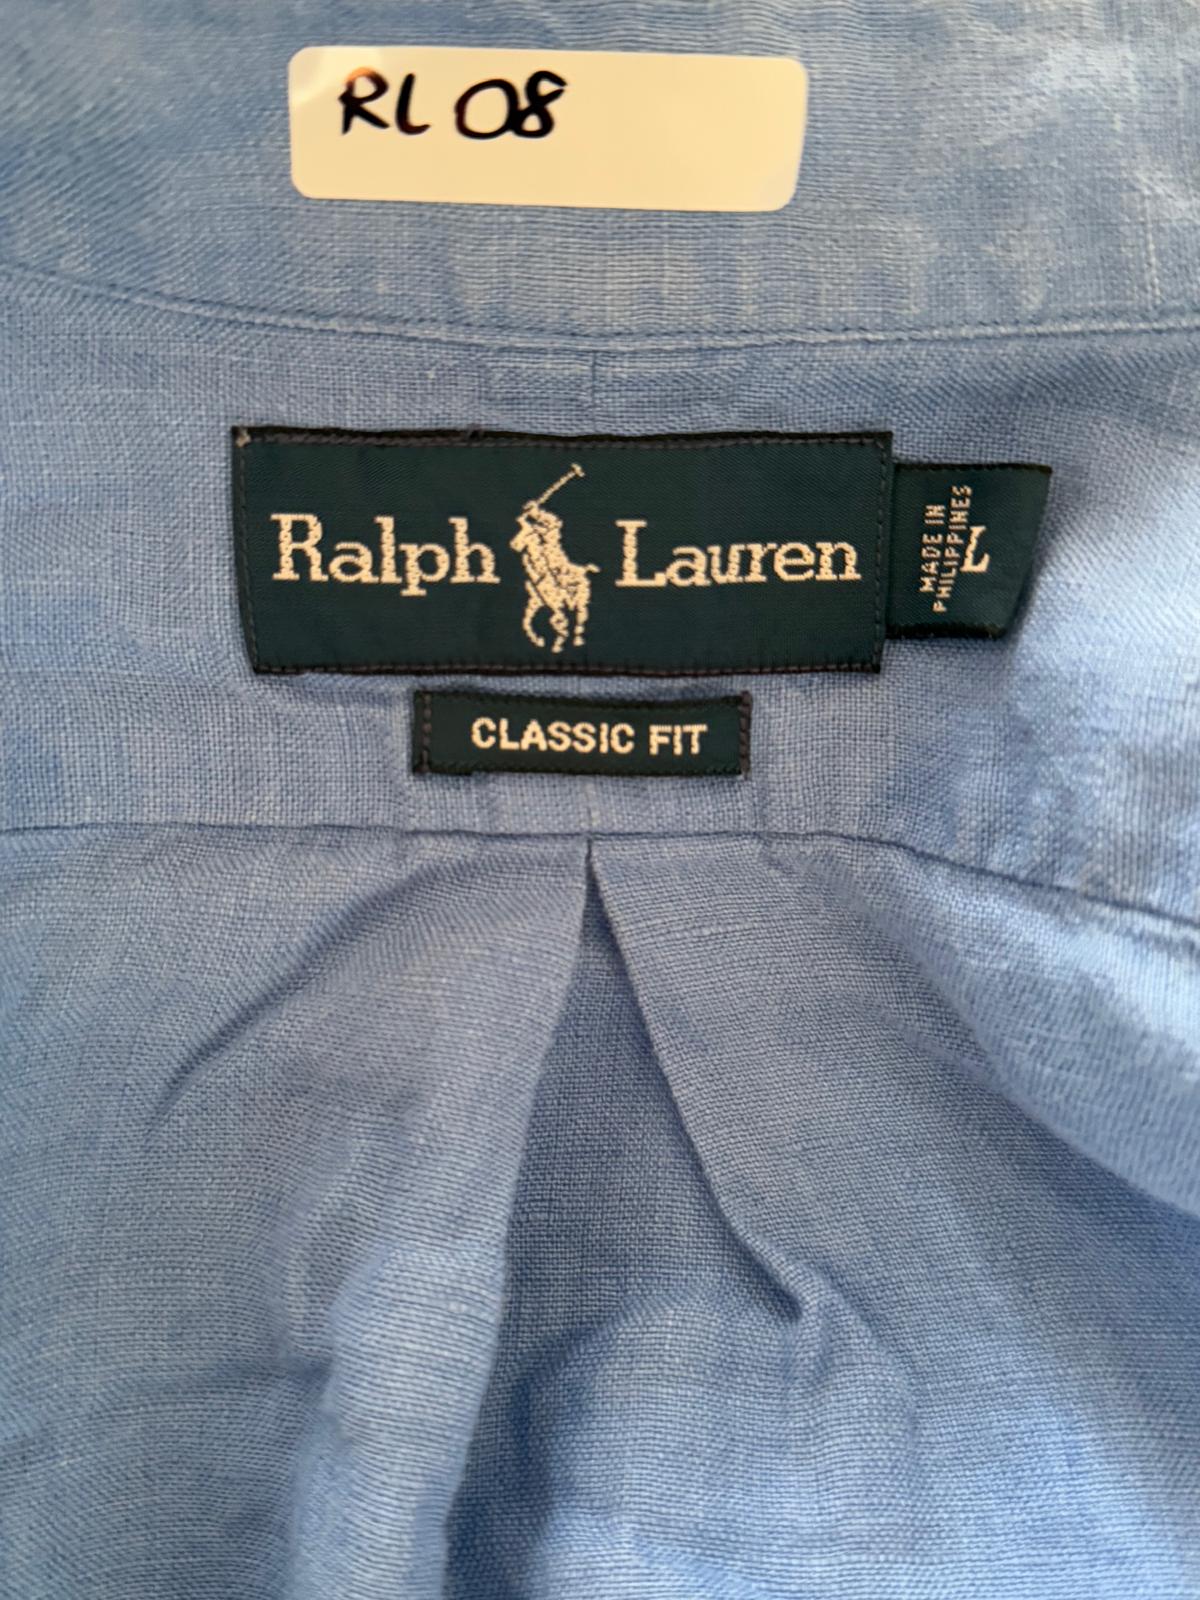 RL 08
Ralph Lauren
MADE IN
PHILIPPINES
L
CLASSIC FIT